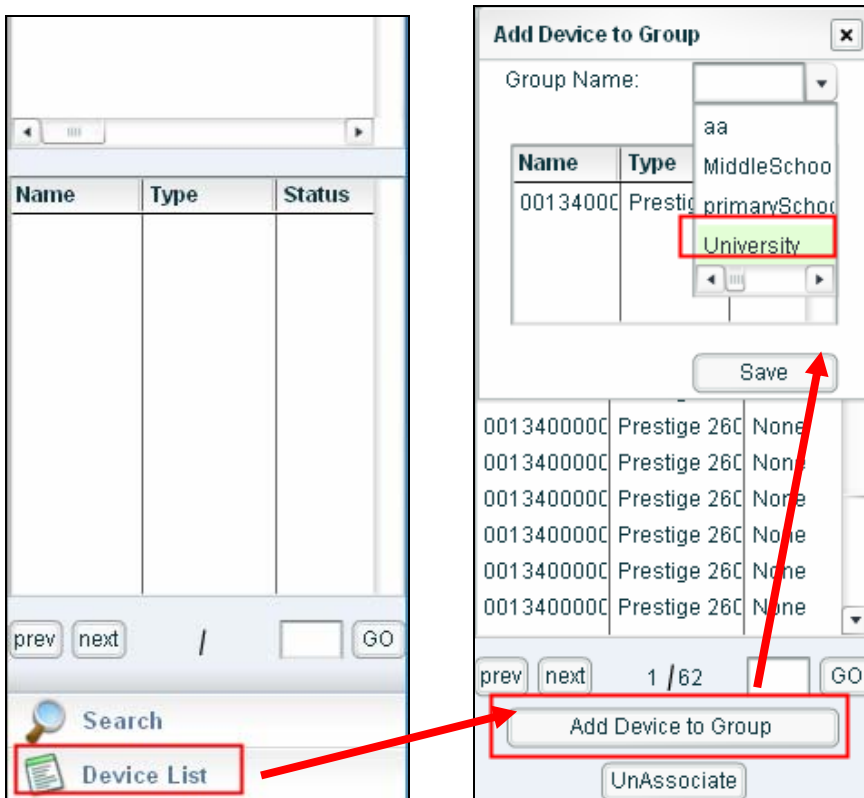 Name Type Status
prev next / GO
Search
Device List
Add Device to Group
Group Name:
aa
MiddleSchoo
primarySchoo
University
Name Type
00134000 Prestig
Save
0013400000 Prestige 260 None
0013400000 Prestige 260 None
0013400000 Prestige 260 None
0013400000 Prestige 260 None
0013400000 Prestige 260 None
0013400000 Prestige 260 None
prev next 1 /62 GO
Add Device to Group
UnAssociate